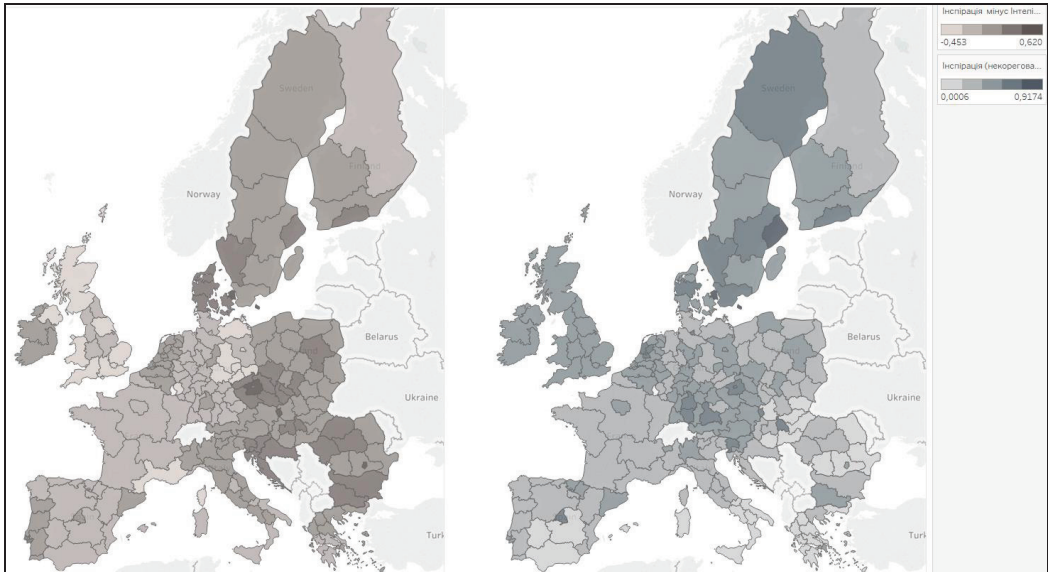 Sweden
Finland
Norway
Belarus
Ukraine
Sweden
Finland
Norway
Belarus
Ukraine
Інспірація мінус Інтелі...
-0,453 0,620
Інспірація (некорегова...
0,0006 0,9174